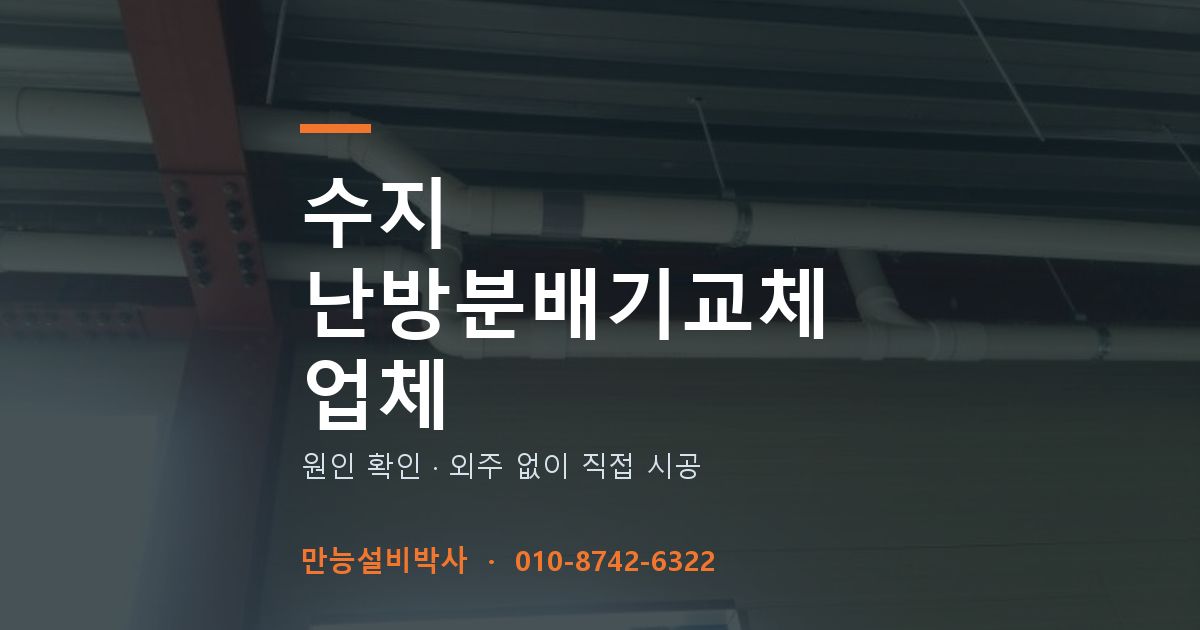 수지
난방분배기교체
업체
원인 확인 · 외주 없이 직접 시공
만능설비박사 · 010-8742-6322